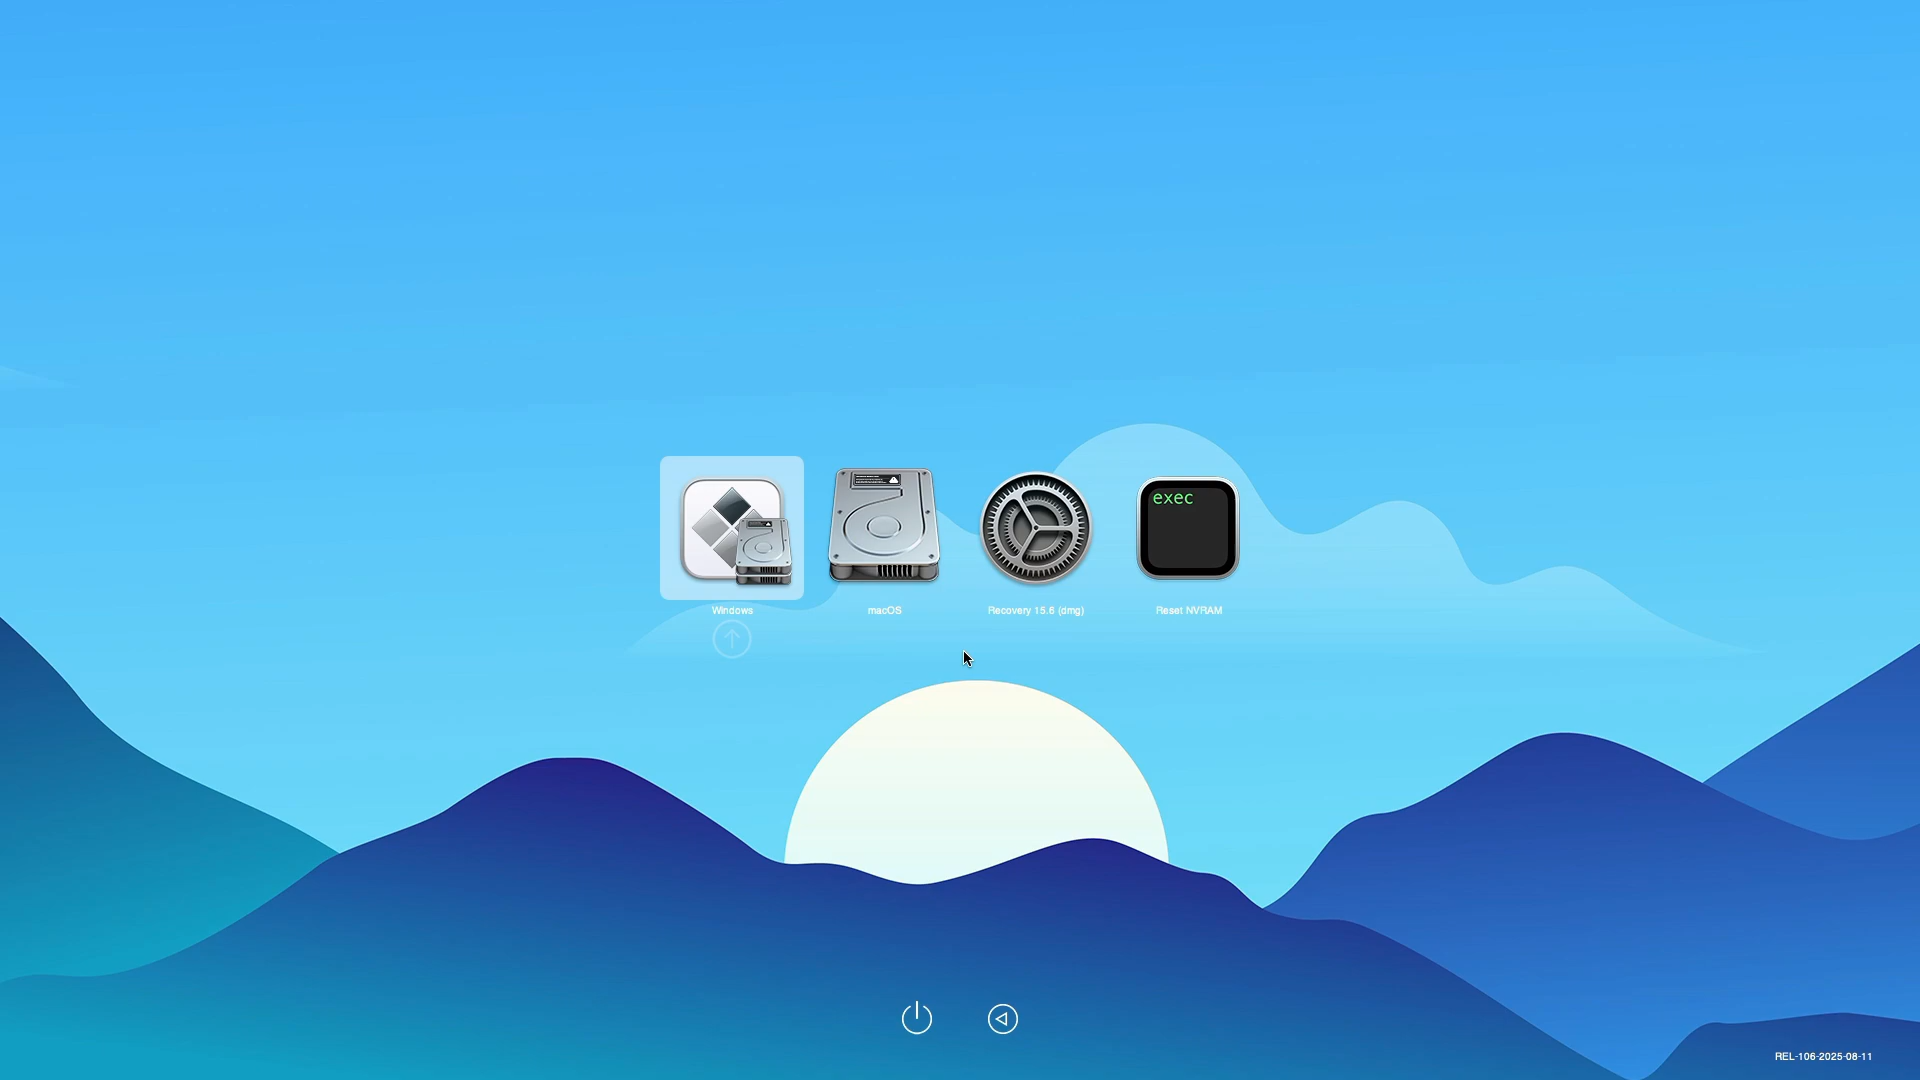 exec
Windows
macOS
Recovery 15.6 (dmg)
Reset NVRAM
REL-106-2025-08-11